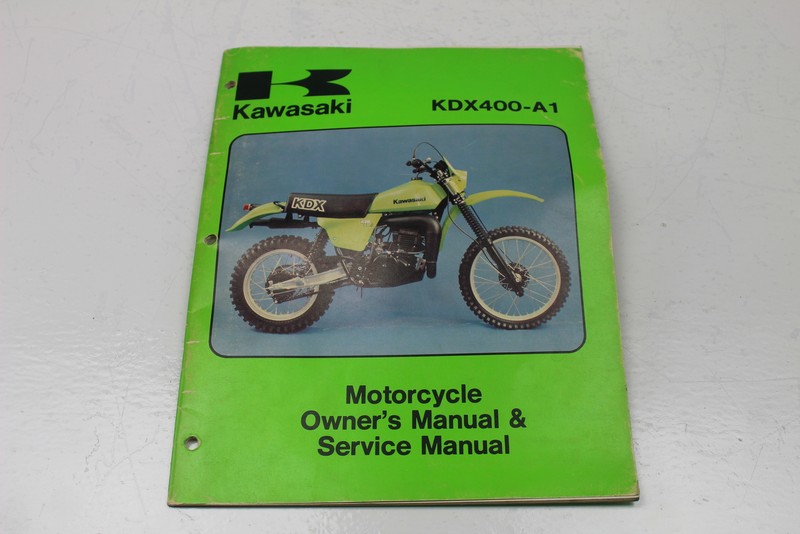 Kawasaki
KDX400-A1
KDX
Kawasaki
Motorcycle
Owner's Manual &
Service Manual